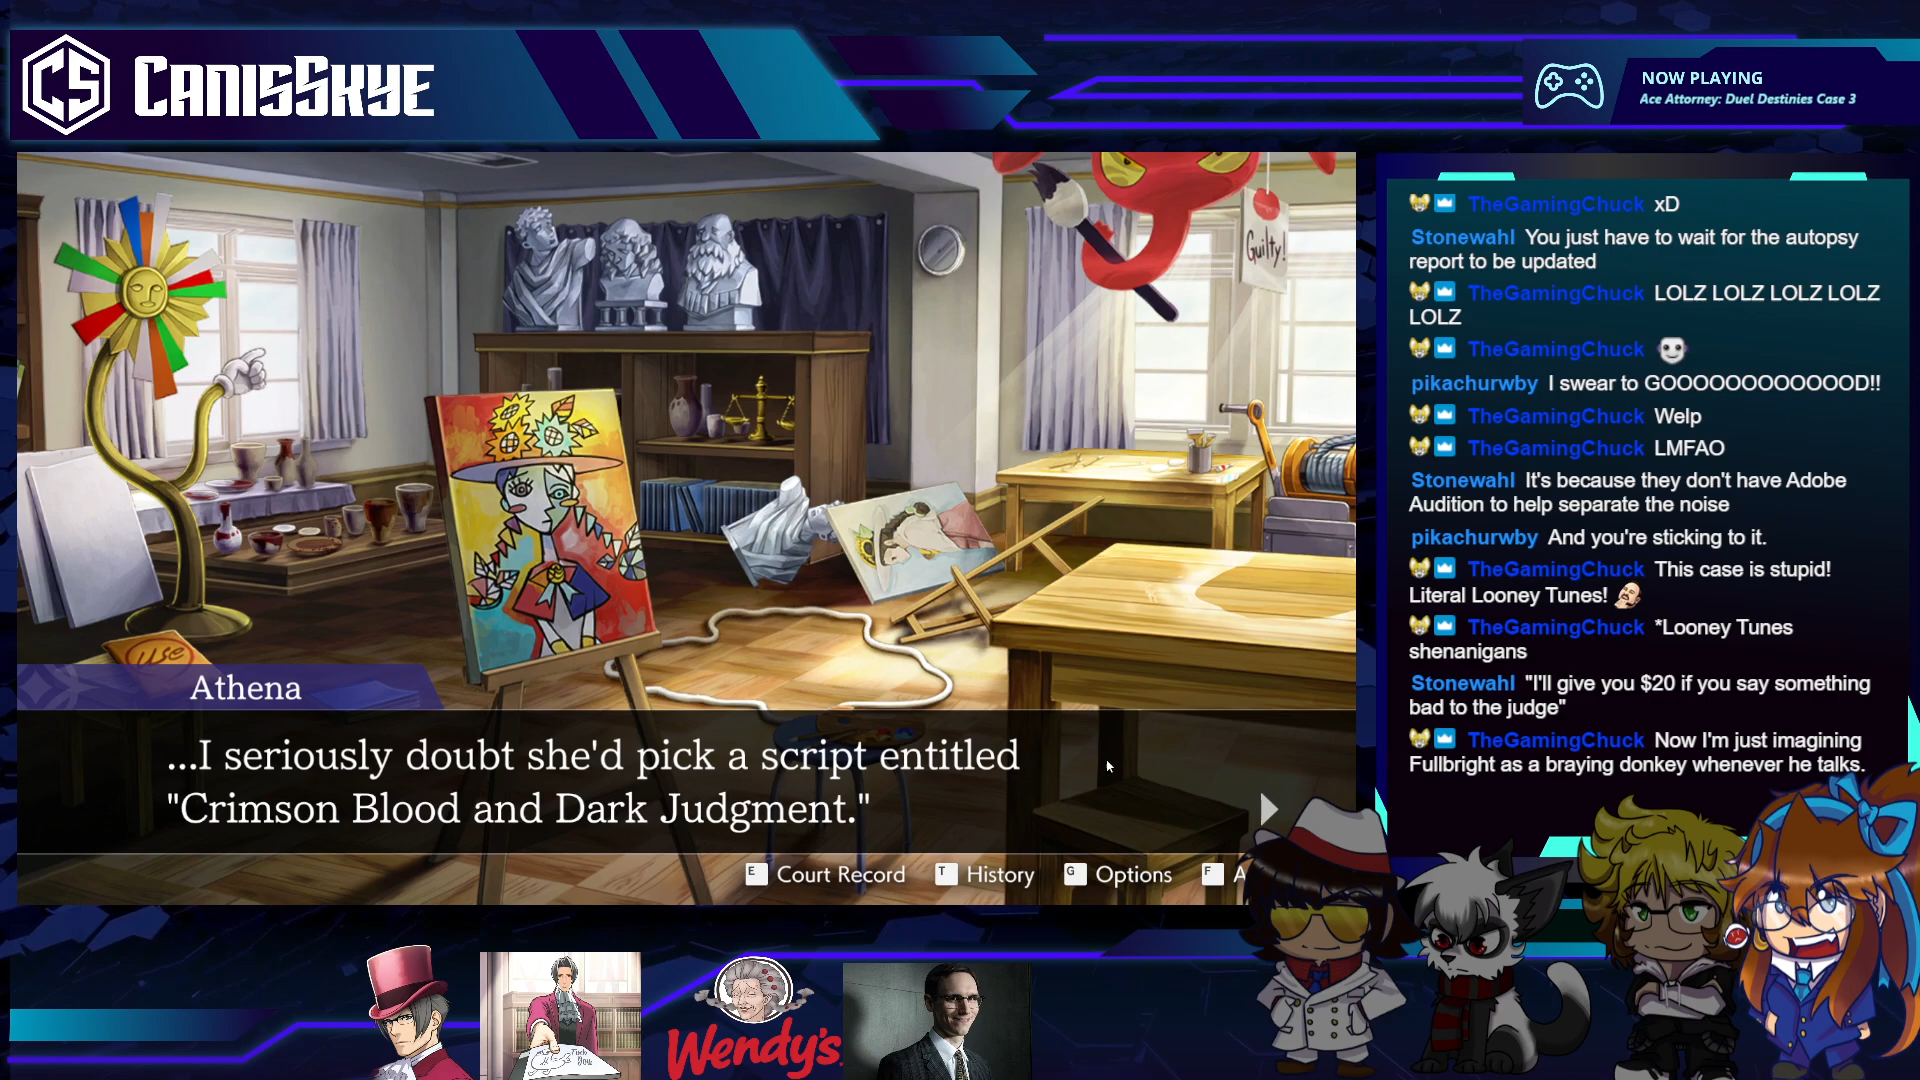 CS CANISSKYE
NOW PLAYING
Ace Attorney: Duel Destinies Case 3
Guilty!
USE
TheGamingChuck xD
Stonewahl You just have to wait for the autopsy
report to be updated
TheGamingChuck LOLZ LOLZ LOLZ LOLZ
LOLZ
TheGamingChuck
pikachurwby I swear to GOOOOOOOOOOOOD!!
TheGamingChuck Welp
TheGamingChuck LMFAO
Stonewahl It's because they don't have Adobe
Audition to help separate the noise
pikachurwby And you're sticking to it.
TheGamingChuck This case is stupid!
Literal Looney Tunes!
TheGamingChuck *Looney Tunes
shenanigans
Stonewahl "I'll give you $20 if you say something
bad to the judge"
TheGamingChuck Now I'm just imagining
Fullbright as a braying donkey whenever he talks.
Athena
...I seriously doubt she'd pick a script entitled
"Crimson Blood and Dark Judgment."
E Court Record T History G Options F A
Wendy's